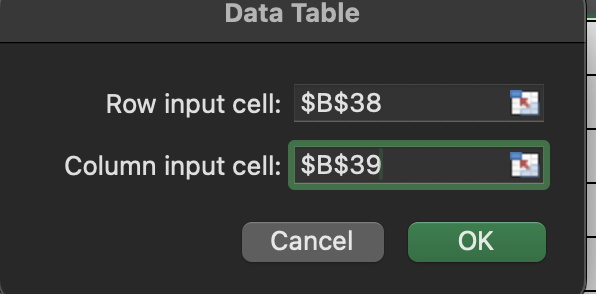 Data Table
Row input cell: $B$38
Column input cell: $B$39
Cancel OK